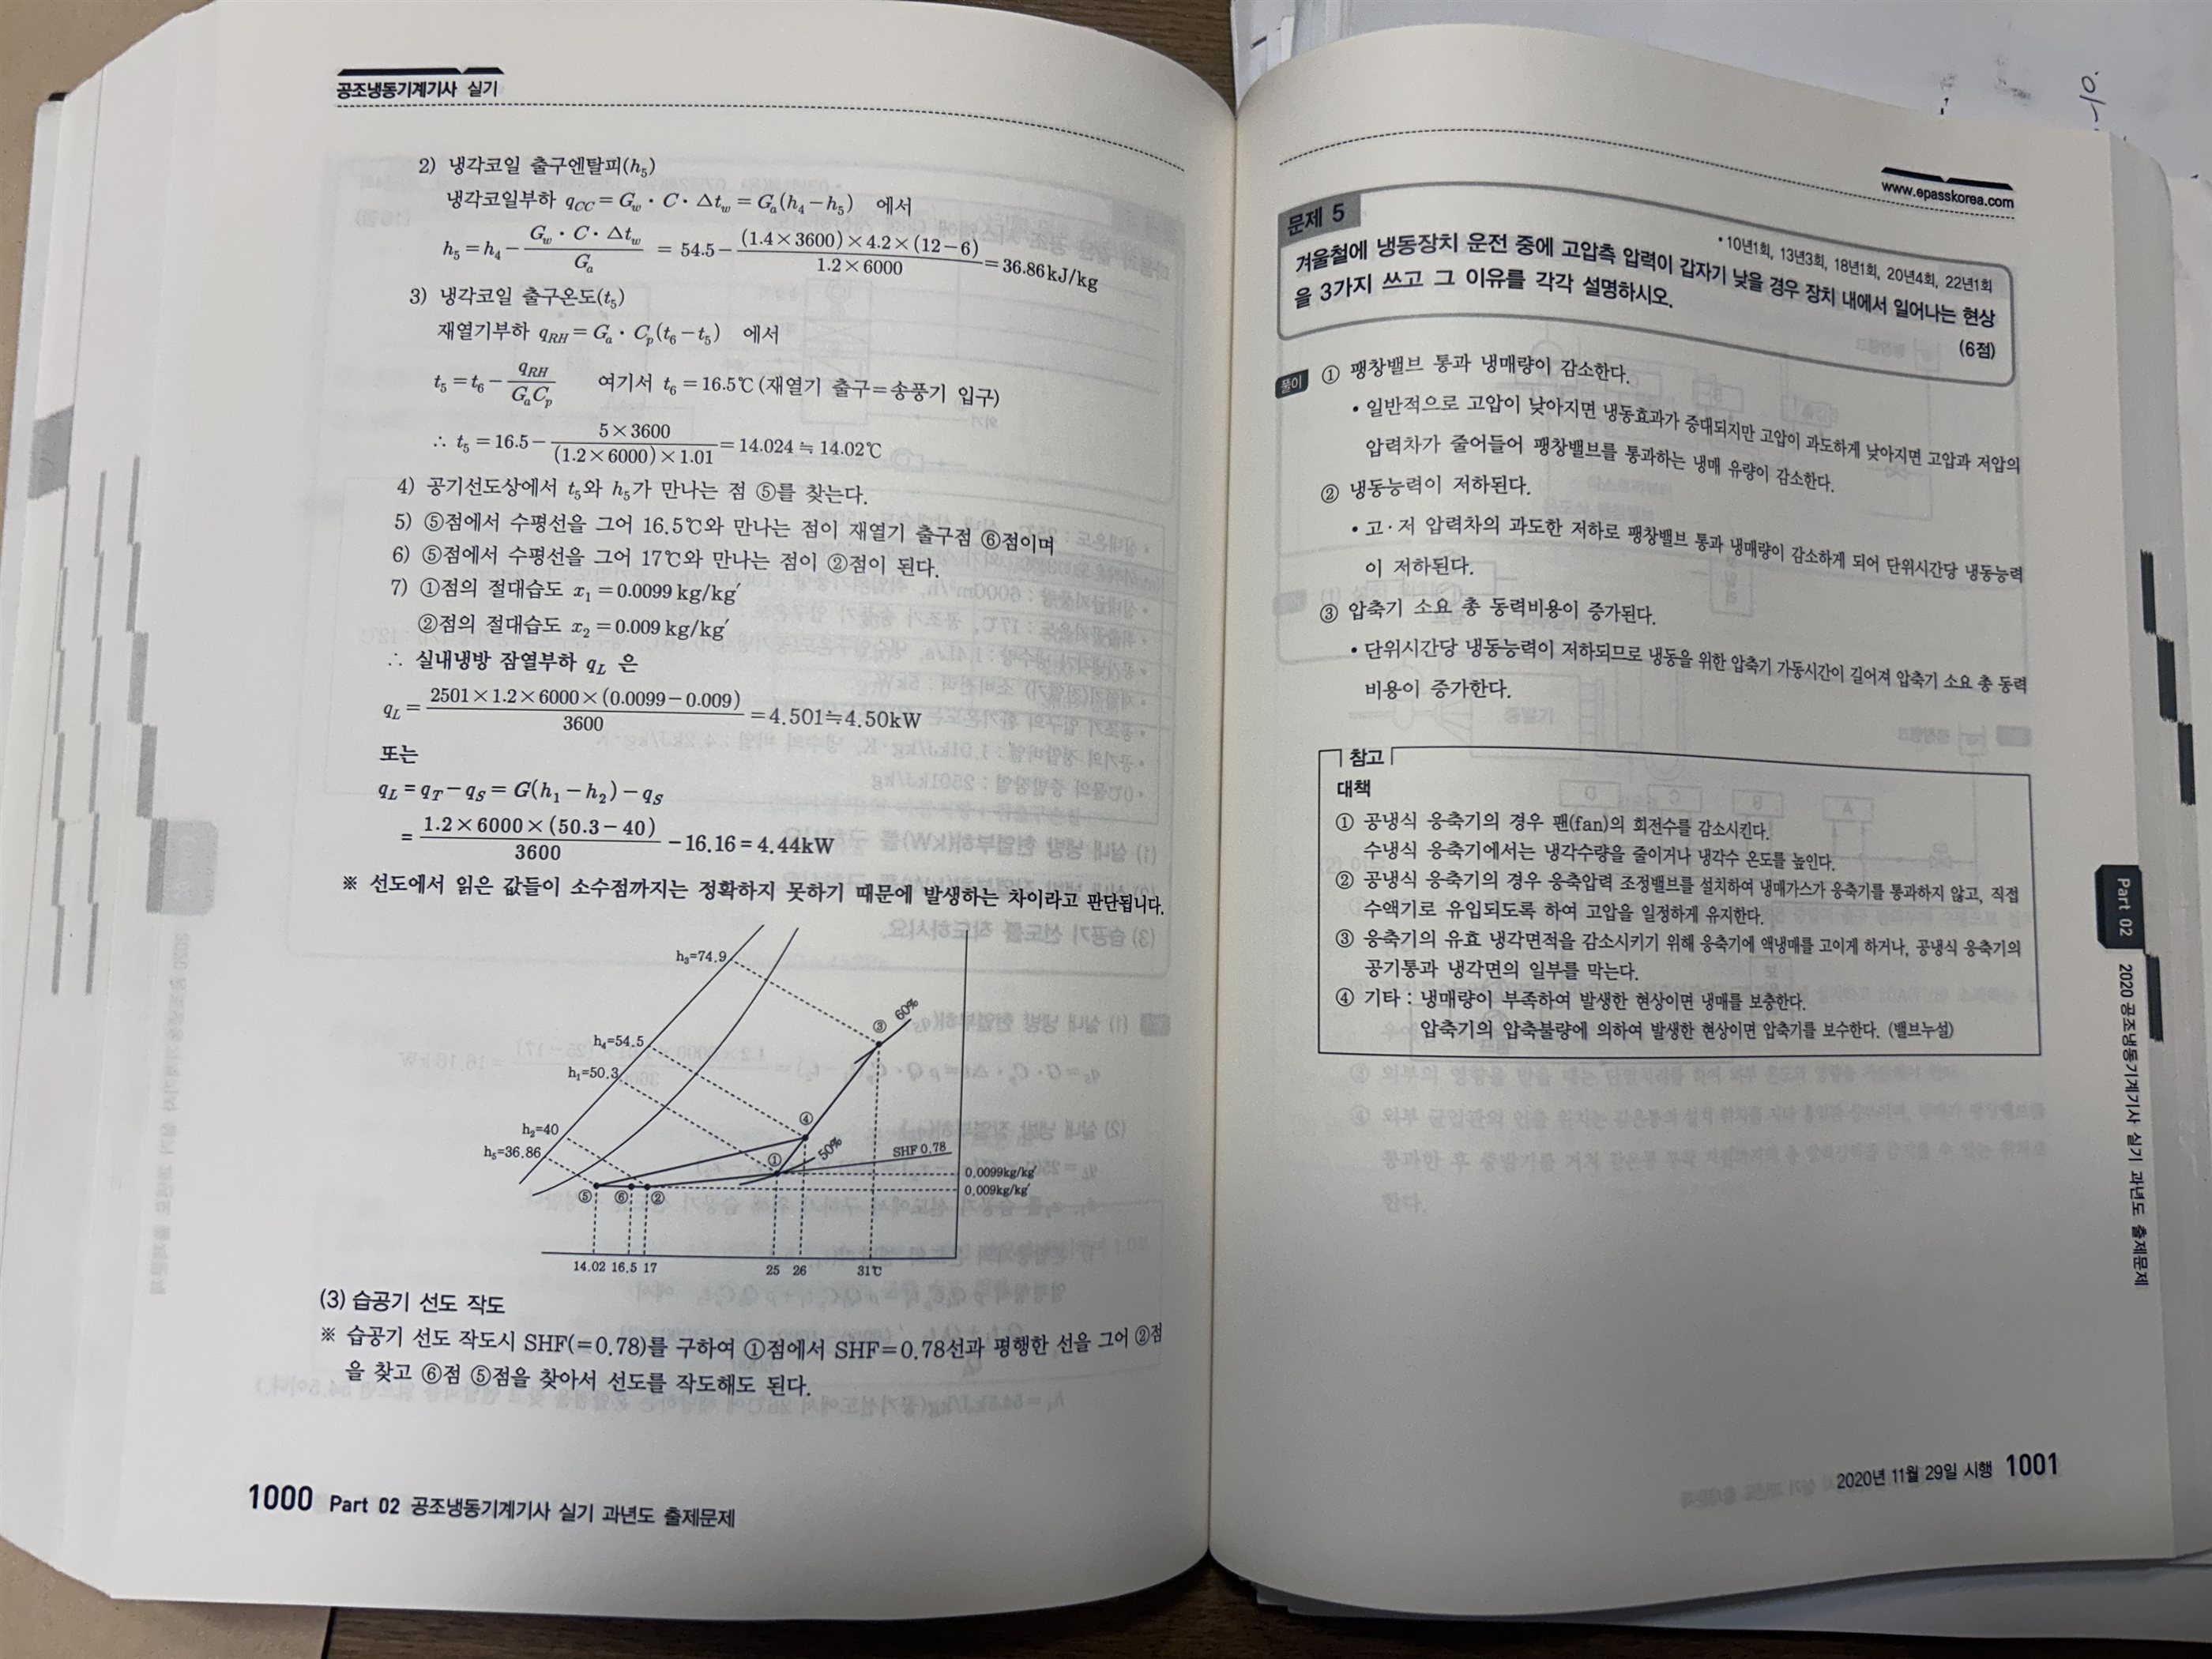 공조냉동기계기사 실기
2) 냉각코일 출구엔탈피(h₅)
냉각코일부하 q_CC = G_w · C · Δt_w = G_a(h₄ − h₅) 에서
h₅ = h₄ − (G_w · C · Δt_w) / G_a = 54.5 − ((1.4×3600)×4.2×(12−6)) / (1.2×6000) = 36.86kJ/kg
3) 냉각코일 출구온도(t₅)
재열기부하 q_RH = G_a · C_p(t₆ − t₅) 에서
t₅ = t₆ − q_RH / (G_a C_p) 여기서 t₆ = 16.5℃ (재열기 출구=송풍기 입구)
∴ t₅ = 16.5 − (5×3600) / ((1.2×6000)×1.01) = 14.024 ≒ 14.02℃
4) 공기선도상에서 t₅와 h₅가 만나는 점 ⑤를 찾는다.
5) ⑤점에서 수평선을 그어 16.5℃와 만나는 점이 재열기 출구점 ⑥점이며
6) ⑤점에서 수평선을 그어 17℃와 만나는 점이 ②점이 된다.
7) ①점의 절대습도 x₁ = 0.0099 kg/kg′
②점의 절대습도 x₂ = 0.009 kg/kg′
∴ 실내냉방 잠열부하 q_L 은
q_L = (2501×1.2×6000×(0.0099−0.009)) / 3600 = 4.501≒4.50kW
또는
q_L = q_T − q_S = G(h₁ − h₂) − q_S
= (1.2×6000×(50.3−40)) / 3600 − 16.16 = 4.44kW
※ 선도에서 읽은 값들이 소수점까지는 정확하지 못하기 때문에 발생하는 차이라고 판단됩니다.
h₃=74.9
60%
③
h₄=54.5
h₁=50.3
④
h₂=40
50%
SHF 0.78
h₅=36.86
①
0.0099kg/kg′
⑤ ⑥ ②
0.009kg/kg′
14.02 16.5 17 25 26 31℃
(3) 습공기 선도 작도
※ 습공기 선도 작도시 SHF(=0.78)를 구하여 ①점에서 SHF=0.78선과 평행한 선을 그어 ②점
을 찾고 ⑥점 ⑤점을 찾아서 선도를 작도해도 된다.
1000 Part 02 공조냉동기계기사 실기 과년도 출제문제
www.epasskorea.com
문제 5
• 10년1회, 13년3회, 18년1회, 20년4회, 22년1회
겨울철에 냉동장치 운전 중에 고압측 압력이 갑자기 낮을 경우 장치 내에서 일어나는 현상
을 3가지 쓰고 그 이유를 각각 설명하시오.
(6점)
풀이
① 팽창밸브 통과 냉매량이 감소한다.
• 일반적으로 고압이 낮아지면 냉동효과가 증대되지만 고압이 과도하게 낮아지면 고압과 저압의
압력차가 줄어들어 팽창밸브를 통과하는 냉매 유량이 감소한다.
② 냉동능력이 저하된다.
• 고·저 압력차의 과도한 저하로 팽창밸브 통과 냉매량이 감소하게 되어 단위시간당 냉동능력
이 저하된다.
③ 압축기 소요 총 동력비용이 증가된다.
• 단위시간당 냉동능력이 저하되므로 냉동을 위한 압축기 가동시간이 길어져 압축기 소요 총 동력
비용이 증가한다.
참고
대책
① 공냉식 응축기의 경우 팬(fan)의 회전수를 감소시킨다.
수냉식 응축기에서는 냉각수량을 줄이거나 냉각수 온도를 높인다.
② 공냉식 응축기의 경우 응축압력 조정밸브를 설치하여 냉매가스가 응축기를 통과하지 않고, 직접
수액기로 유입되도록 하여 고압을 일정하게 유지한다.
③ 응축기의 유효 냉각면적을 감소시키기 위해 응축기에 액냉매를 고이게 하거나, 공냉식 응축기의
공기통과 냉각면의 일부를 막는다.
④ 기타 : 냉매량이 부족하여 발생한 현상이면 냉매를 보충한다.
압축기의 압축불량에 의하여 발생한 현상이면 압축기를 보수한다. (밸브누설)
Part 02
2020 공조냉동기계기사 실기 과년도 출제문제
2020년 11월 29일 시행 1001